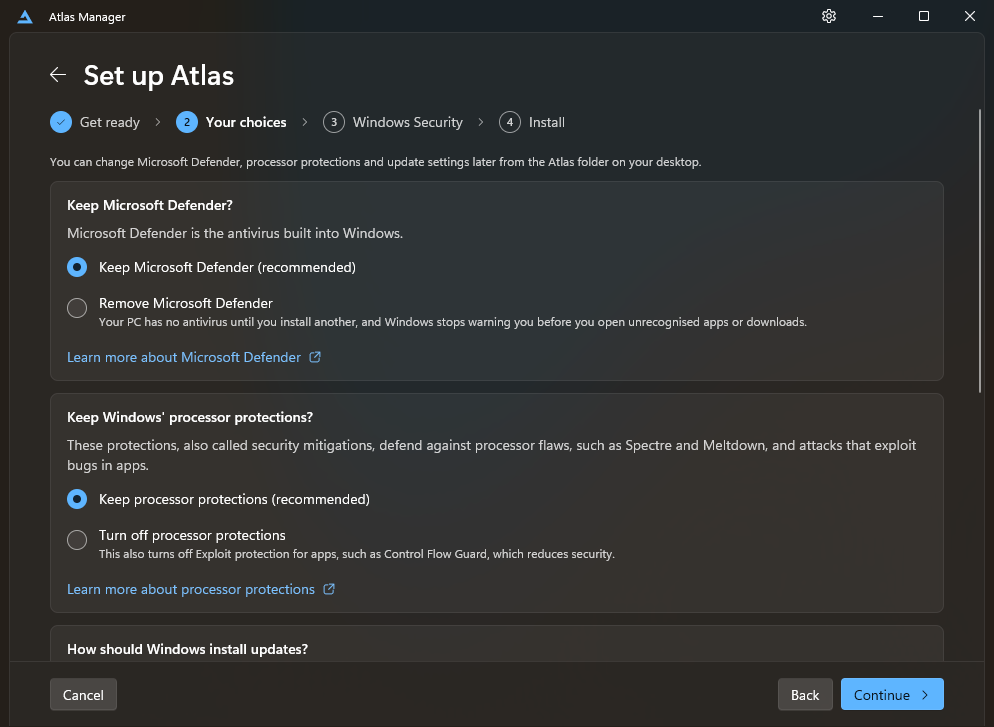 Atlas Manager
Set up Atlas
Get ready
2 Your choices
3 Windows Security
4 Install
You can change Microsoft Defender, processor protections and update settings later from the Atlas folder on your desktop.
Keep Microsoft Defender?
Microsoft Defender is the antivirus built into Windows.
Keep Microsoft Defender (recommended)
Remove Microsoft Defender
Your PC has no antivirus until you install another, and Windows stops warning you before you open unrecognised apps or downloads.
Learn more about Microsoft Defender
Keep Windows' processor protections?
These protections, also called security mitigations, defend against processor flaws, such as Spectre and Meltdown, and attacks that exploit
bugs in apps.
Keep processor protections (recommended)
Turn off processor protections
This also turns off Exploit protection for apps, such as Control Flow Guard, which reduces security.
Learn more about processor protections
How should Windows install updates?
Cancel
Back
Continue